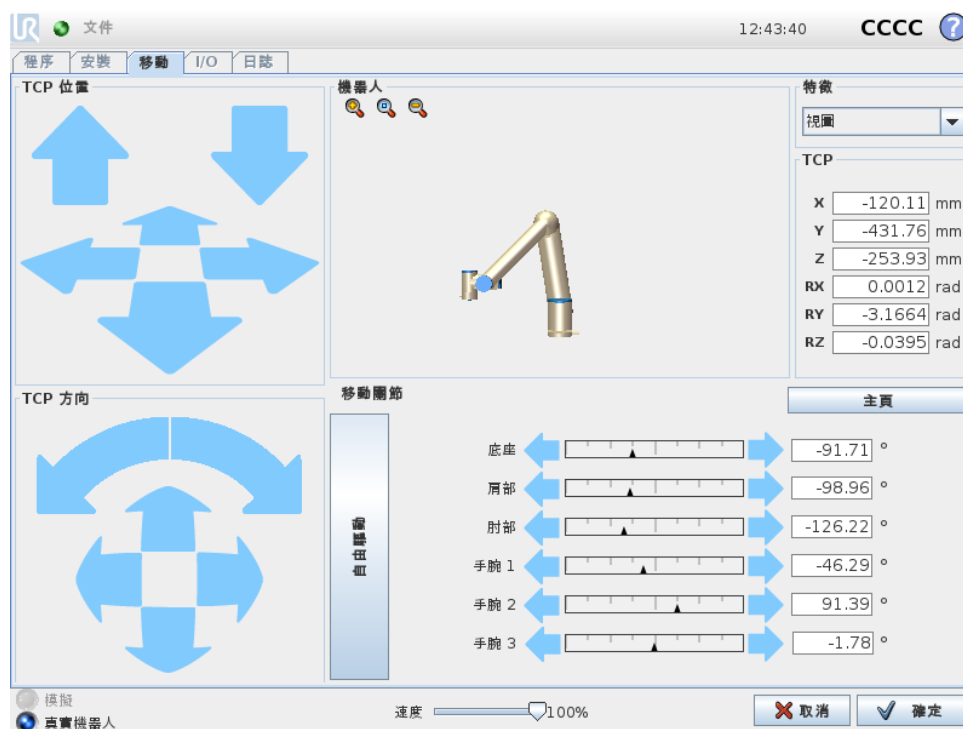 UR 文件 12:43:40 CCCC ?
程序 安裝 移動 I/O 日誌
TCP 位置
機器人
特徵
視圖
TCP
X -120.11 mm
Y -431.76 mm
Z -253.93 mm
RX 0.0012 rad
RY -3.1664 rad
RZ -0.0395 rad
TCP 方向
移動關節
主頁
自由驅動
底座 -91.71 °
肩部 -98.96 °
肘部 -126.22 °
手腕 1 -46.29 °
手腕 2 91.39 °
手腕 3 -1.78 °
模擬
真實機器人
速度 100%
取消
確定